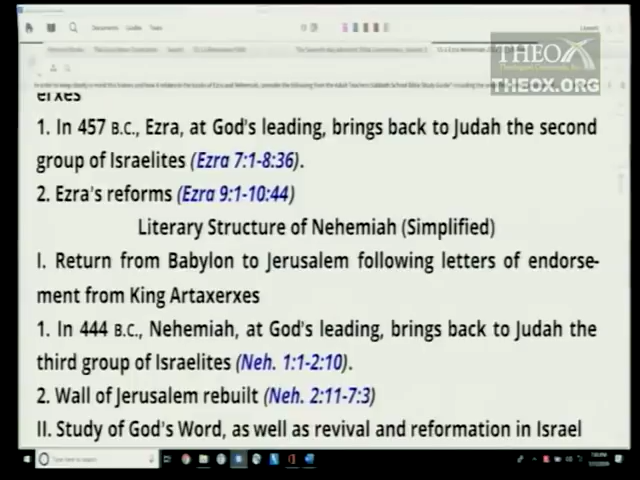 THEOX
THEOX.ORG
erxes
1. In 457 B.C., Ezra, at God's leading, brings back to Judah the second
group of Israelites (Ezra 7:1-8:36).
2. Ezra's reforms (Ezra 9:1-10:44)
Literary Structure of Nehemiah (Simplified)
I. Return from Babylon to Jerusalem following letters of endorse-
ment from King Artaxerxes
1. In 444 B.C., Nehemiah, at God's leading, brings back to Judah the
third group of Israelites (Neh. 1:1-2:10).
2. Wall of Jerusalem rebuilt (Neh. 2:11-7:3)
II. Study of God's Word, as well as revival and reformation in Israel